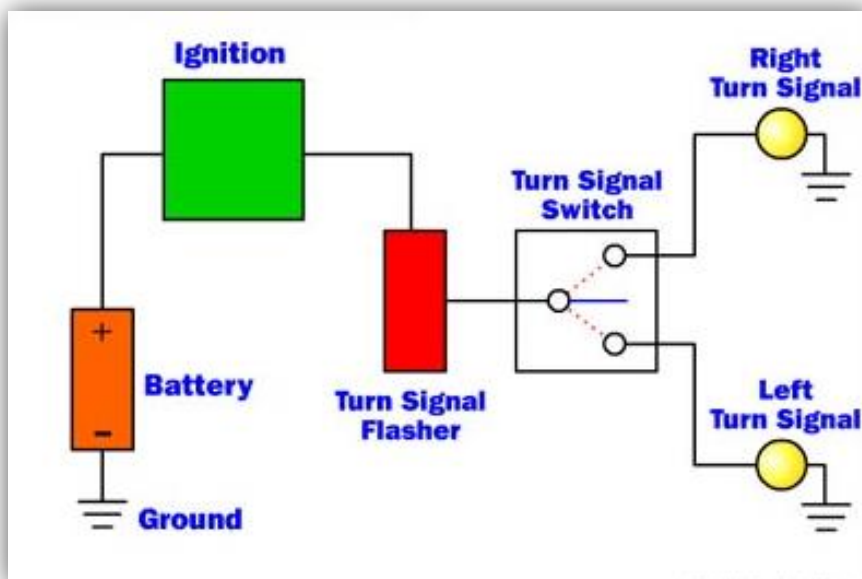 Ignition
Right
Turn Signal
Turn Signal
Switch
+
Battery
-
Turn Signal
Flasher
Left
Turn Signal
Ground